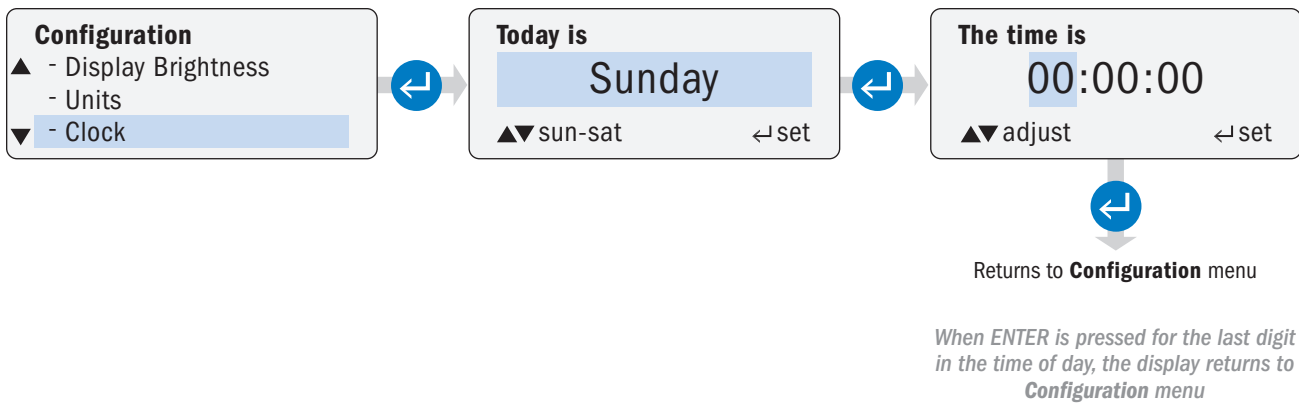 Configuration
- Display Brightness
- Units
- Clock
Today is
Sunday
▲▼ sun-sat ↵ set
The time is
00:00:00
▲▼ adjust ↵ set
Returns to Configuration menu
When ENTER is pressed for the last digit
in the time of day, the display returns to
Configuration menu